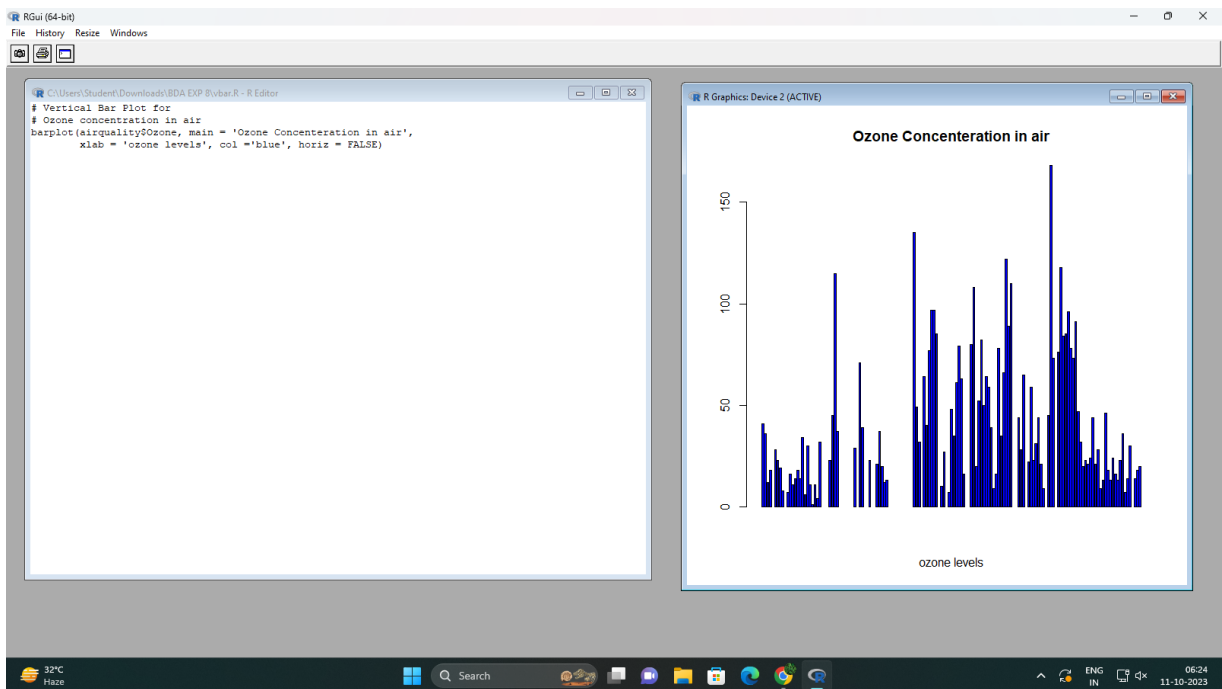 RGui (64-bit)
File History Resize Windows
C:\Users\Student\Downloads\BDA EXP 8\vbar.R - R Editor
# Vertical Bar Plot for
# Ozone concentration in air
barplot(airquality$Ozone, main = 'Ozone Concenteration in air',
xlab = 'ozone levels', col ='blue', horiz = FALSE)
R Graphics: Device 2 (ACTIVE)
Ozone Concenteration in air
150
100
50
0
ozone levels
32°C
Haze
Search
ENG
IN
06:24
11-10-2023